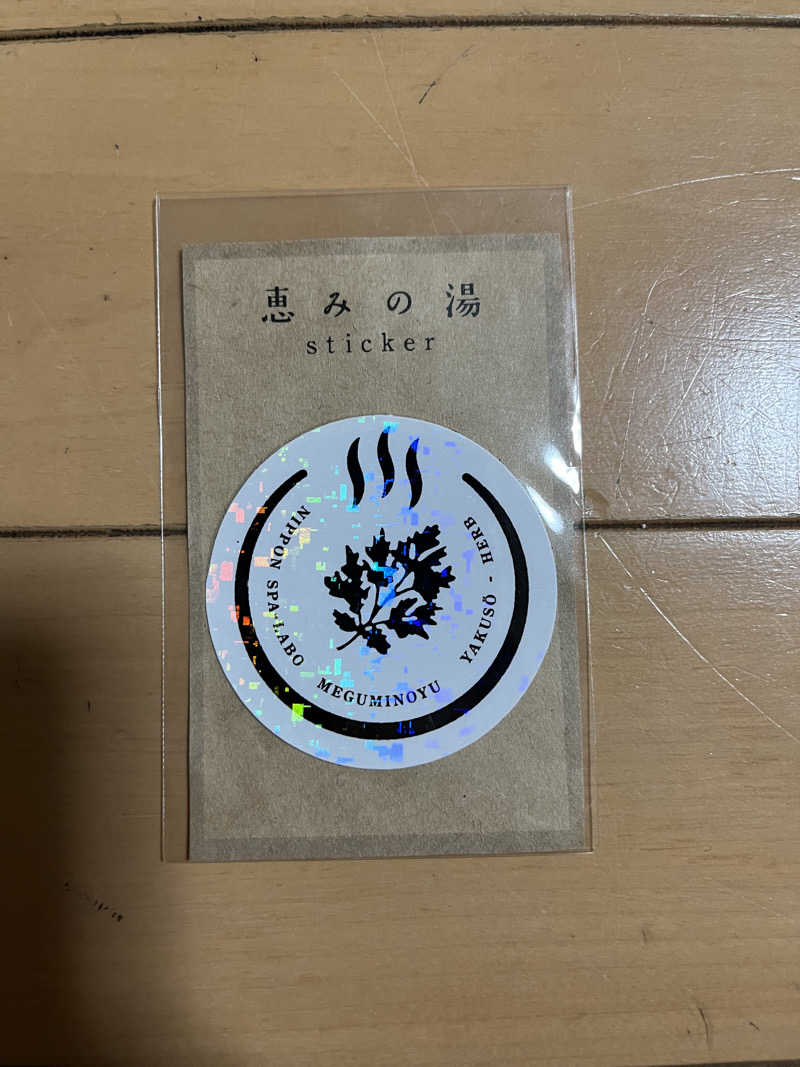 恵みの湯
sticker
NIPPON SPA-LABO
MEGUMINOYU
YAKUSŌ - HERB